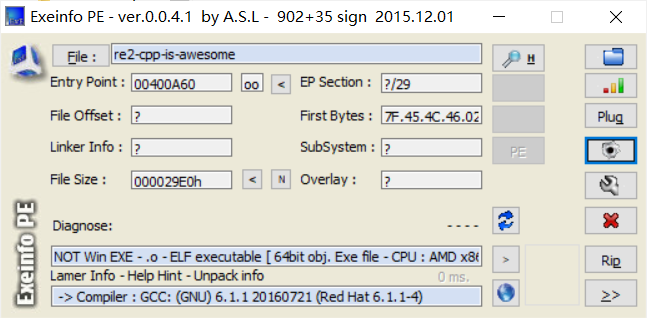 Exeinfo PE - ver.0.0.4.1 by A.S.L - 902+35 sign 2015.12.01
File : re2-cpp-is-awesome H
Entry Point : 00400A60 oo < EP Section : ?/29
File Offset : ? First Bytes : 7F.45.4C.46.02 Plug
Linker Info : ? SubSystem : ? PE
File Size : 000029E0h < N Overlay : ?
Diagnose: ----
NOT Win EXE - .o - ELF executable [ 64bit obj. Exe file - CPU : AMD x86 > Rip
Lamer Info - Help Hint - Unpack info 0 ms.
-> Compiler : GCC: (GNU) 6.1.1 20160721 (Red Hat 6.1.1-4) >>
Exeinfo PE